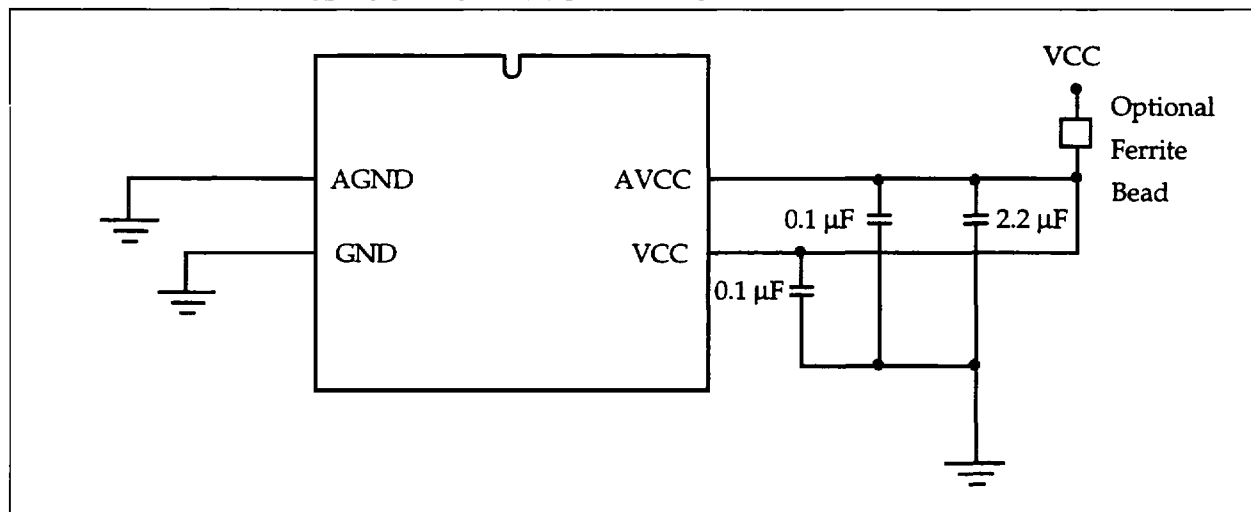 VCC
Optional
Ferrite
Bead
AGND
AVCC
0.1 µF
2.2 µF
GND
VCC
0.1 µF